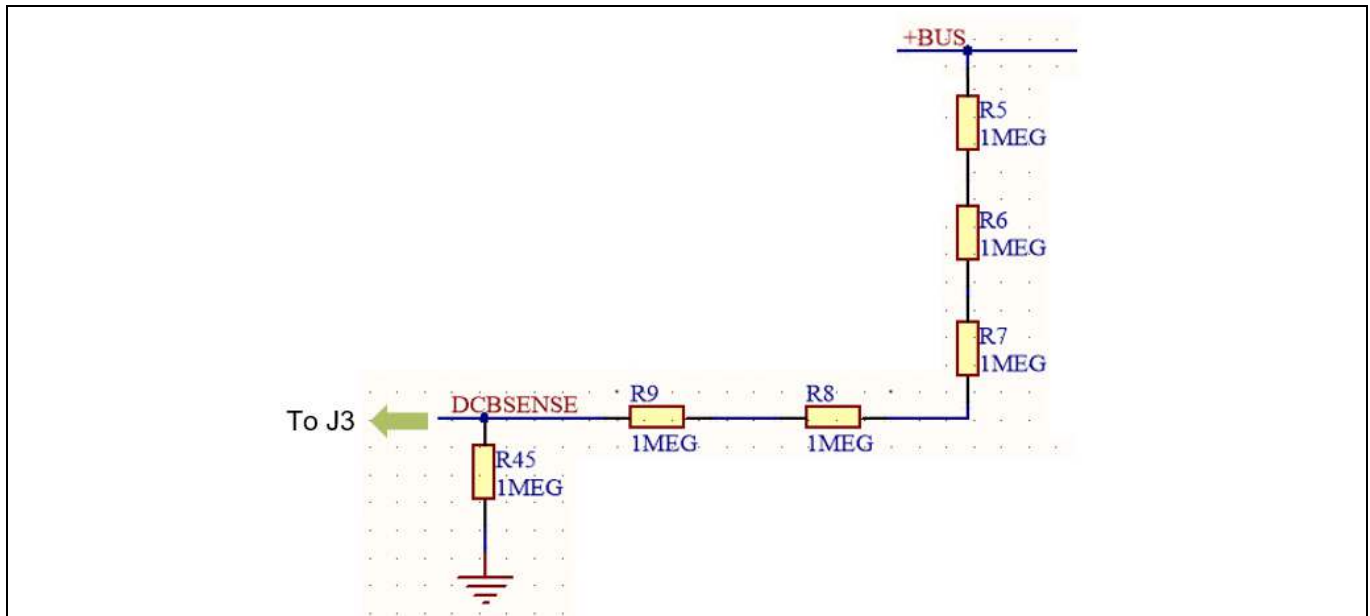 +BUS
R5
1MEG
R6
1MEG
R7
1MEG
R9
R8
To J3
DCBSENSE
1MEG
1MEG
R45
1MEG